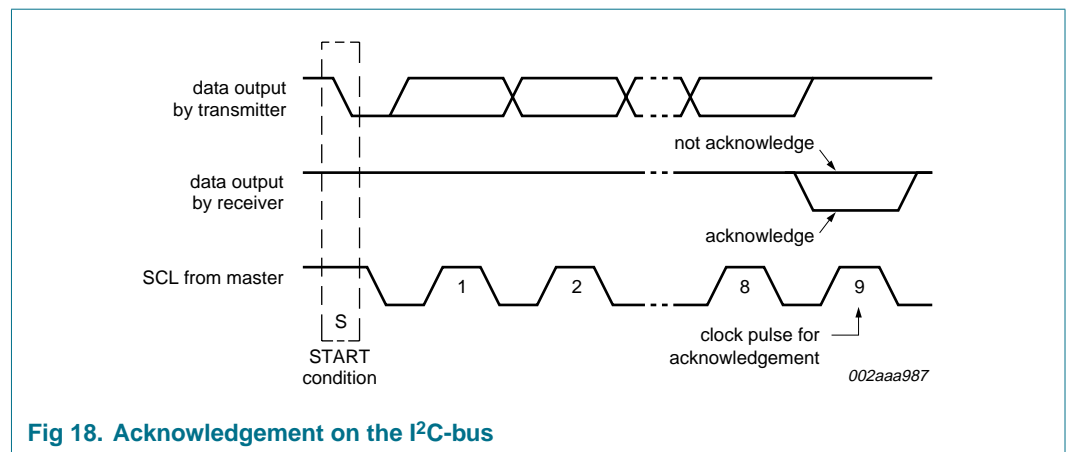 data output
by transmitter
not acknowledge
data output
by receiver
acknowledge
SCL from master
1
2
8
9
S
START
condition
clock pulse for
acknowledgement
002aaa987
Fig 18. Acknowledgement on the I²C-bus